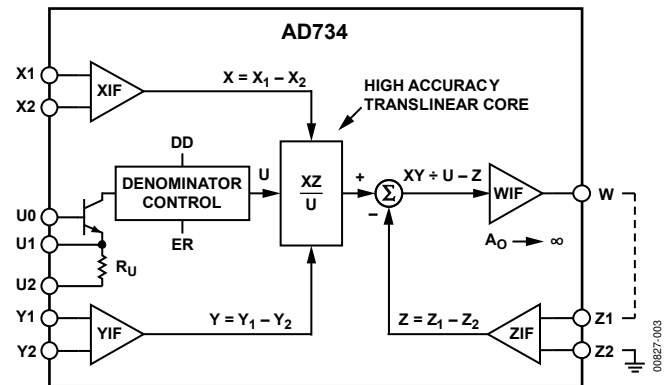 AD734
X1
X2
XIF
X = X1 – X2
HIGH ACCURACY
TRANSLINEAR CORE
DD
DENOMINATOR
CONTROL
ER
U
XZ
U
+
–
Σ
XY ÷ U – Z
WIF
AO → ∞
W
U0
U1
U2
RU
Y1
Y2
YIF
Y = Y1 – Y2
Z = Z1 – Z2
ZIF
Z1
Z2
00827-003